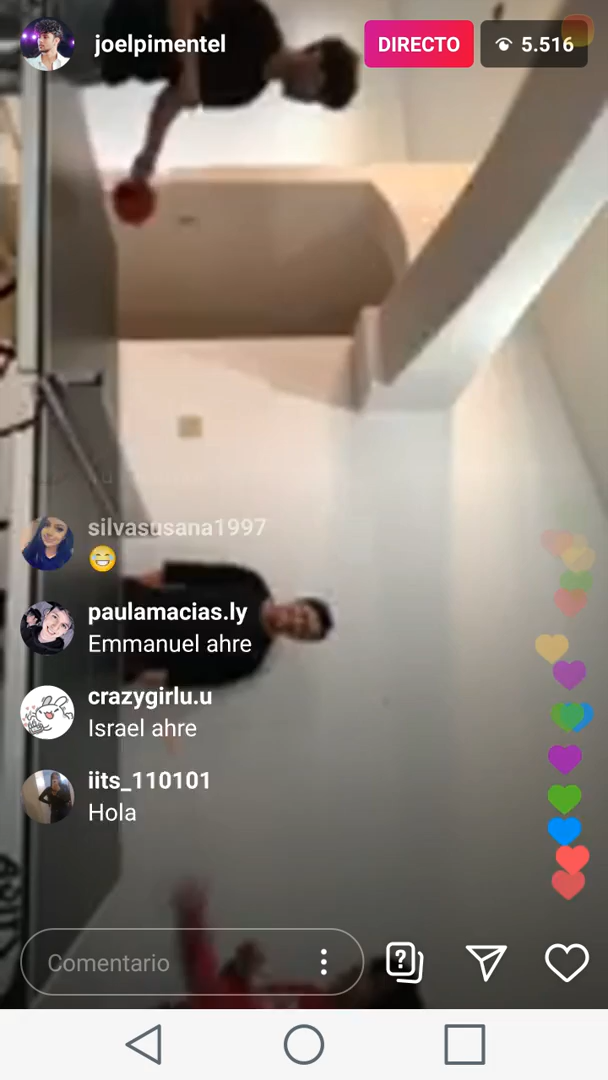 joelpimentel
DIRECTO
5.516
silvasusana1997
paulamacias.ly
Emmanuel ahre
crazygirlu.u
Israel ahre
iits_110101
Hola
Comentario